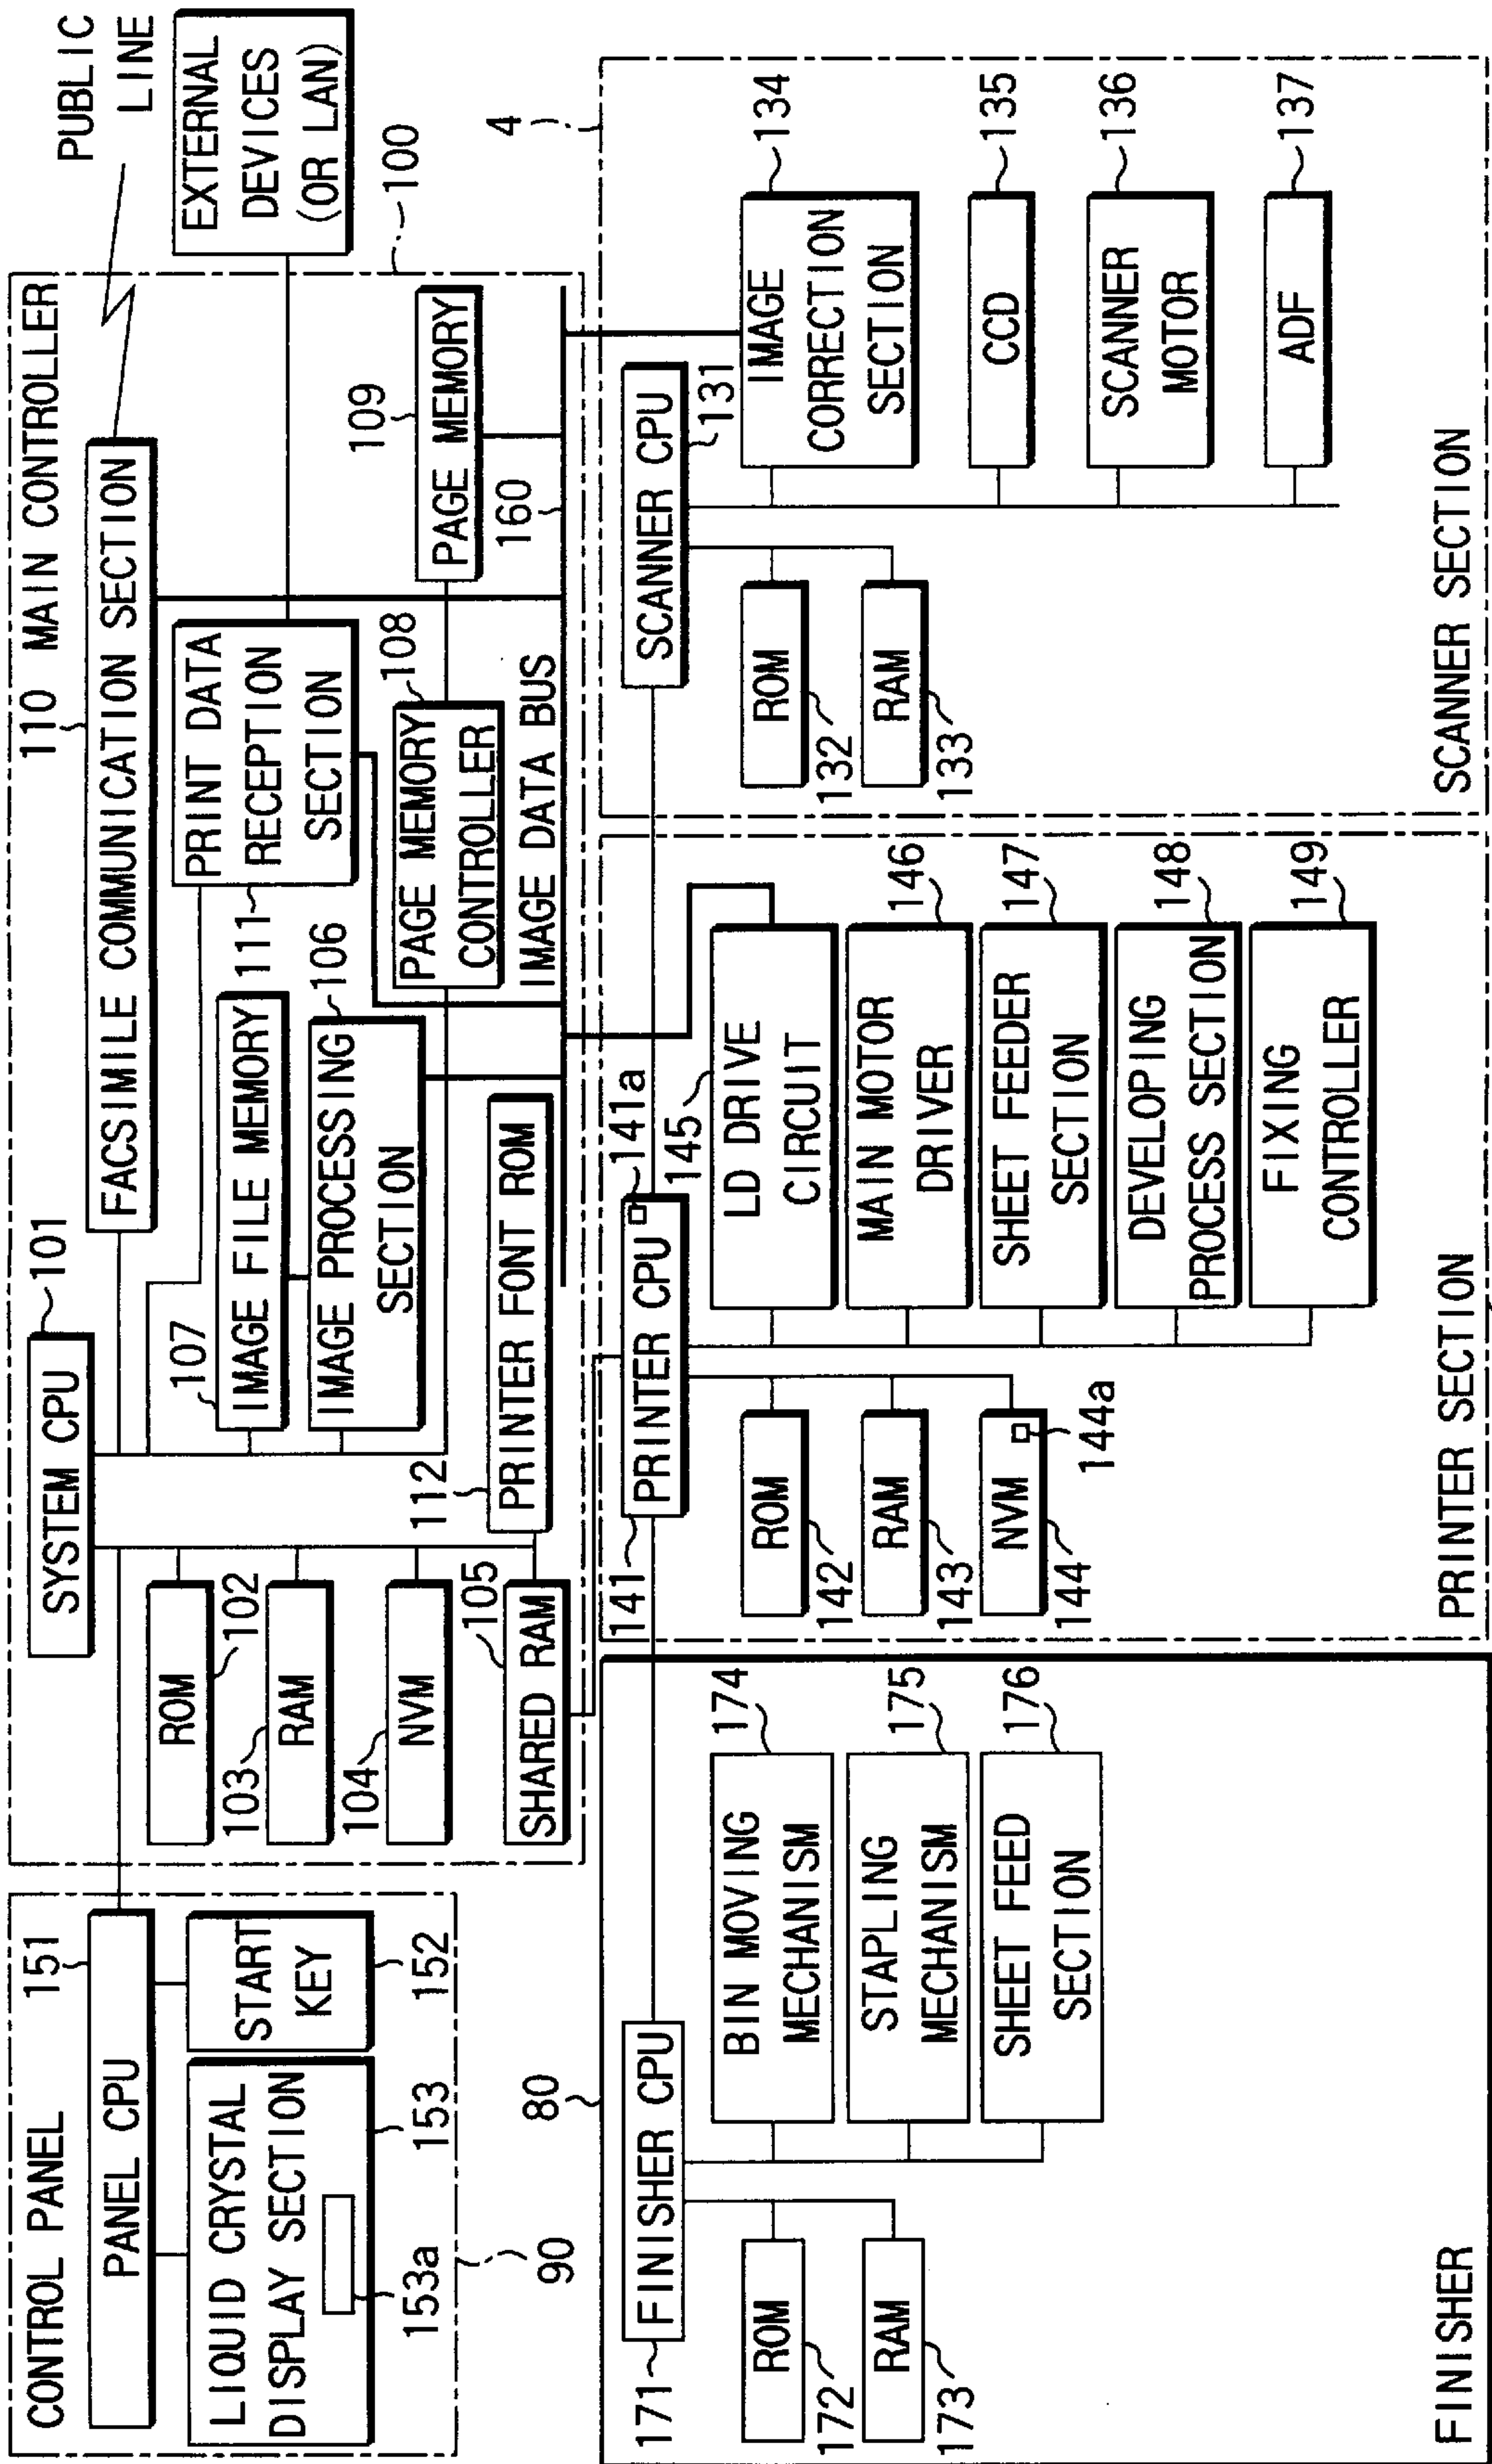 CONTROL PANEL
151
PANEL CPU
LIQUID CRYSTAL
DISPLAY SECTION
START
KEY
153a
153
152
90
110 MAIN CONTROLLER
PUBLIC
LINE
SYSTEM CPU
101
FACSIMILE COMMUNICATION SECTION
EXTERNAL
DEVICES
(OR LAN)
ROM
102
103
RAM
104
NVM
105
SHARED RAM
107
IMAGE FILE MEMORY
111
PRINT DATA
RECEPTION
SECTION
106
IMAGE PROCESSING
SECTION
100
112
PRINTER FONT ROM
PAGE MEMORY
CONTROLLER
108
109
PAGE MEMORY
IMAGE DATA BUS
160
80
FINISHER CPU
171
ROM
172
RAM
173
BIN MOVING
MECHANISM
174
STAPLING
MECHANISM
175
SHEET FEED
SECTION
176
FINISHER
141
PRINTER CPU
141a
145
ROM
142
RAM
143
NVM
144
144a
LD DRIVE
CIRCUIT
MAIN MOTOR
DRIVER
146
SHEET FEEDER
SECTION
147
DEVELOPING
PROCESS SECTION
148
FIXING
CONTROLLER
149
PRINTER SECTION
4
SCANNER CPU
131
ROM
132
RAM
133
IMAGE
CORRECTION
SECTION
134
CCD
135
SCANNER
MOTOR
136
ADF
137
SCANNER SECTION